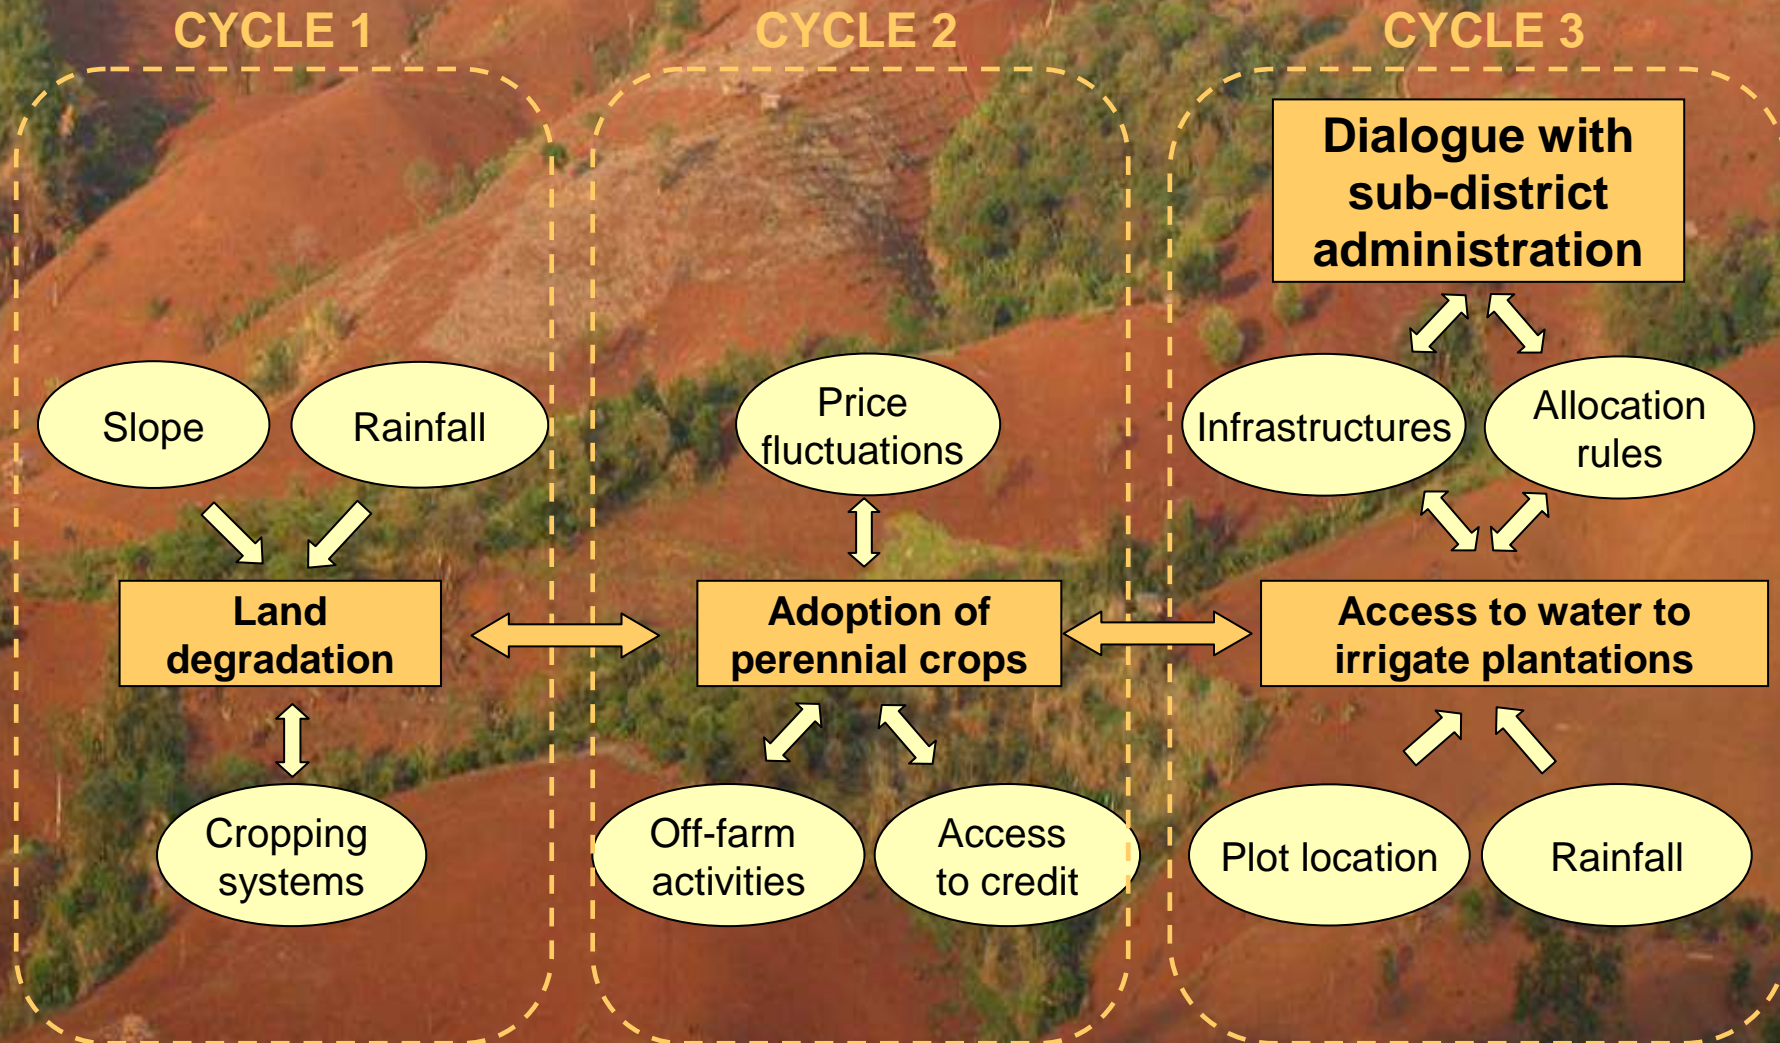 CYCLE 1
CYCLE 2
CYCLE 3
Dialogue with
sub-district
administration
Slope
Rainfall
Price
fluctuations
Infrastructures
Allocation
rules
Land
degradation
Adoption of
perennial crops
Access to water to
irrigate plantations
Cropping
systems
Off-farm
activities
Access
to credit
Plot location
Rainfall